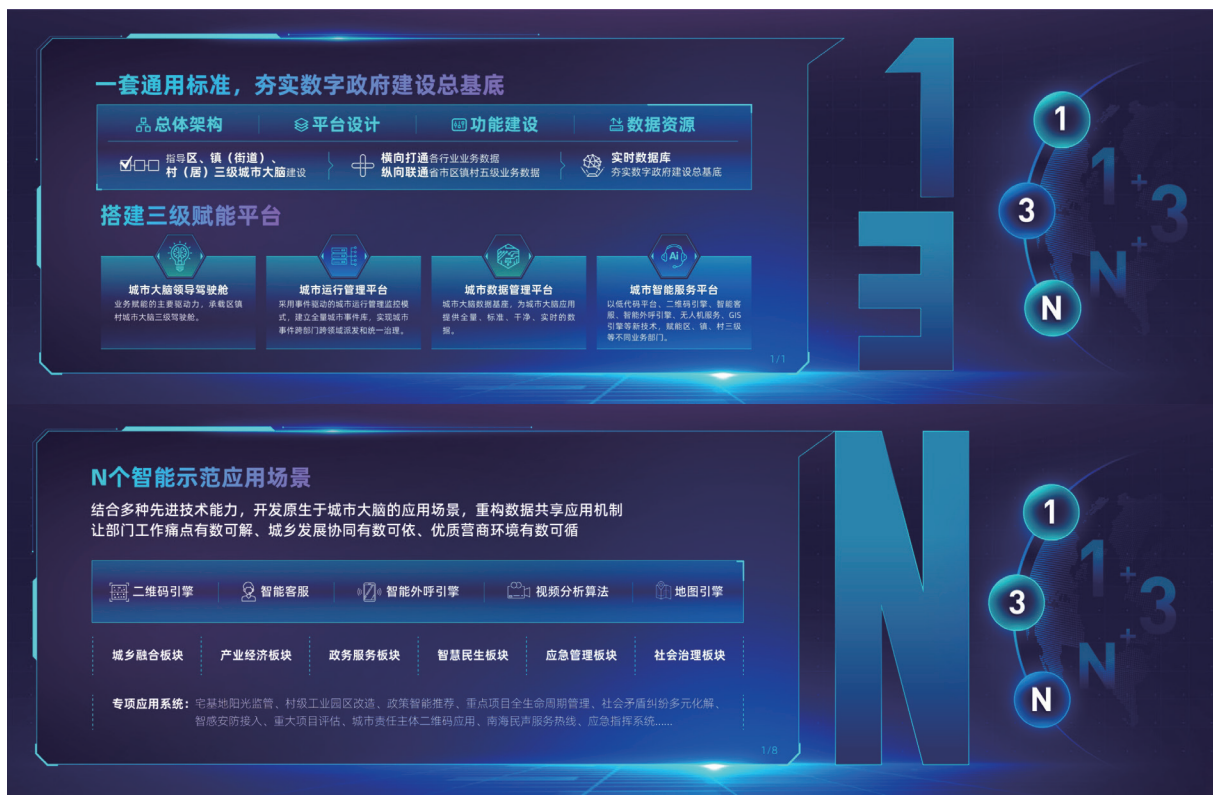 一套通用标准，夯实数字政府建设总基底
总体架构 平台设计 功能建设 数据资源
指导区、镇（街道）、
村（居）三级城市大脑建设
横向打通各行业业务数据
纵向联通省市区镇村五级业务数据
实时数据库
夯实数字政府建设总基底
搭建三级赋能平台
城市大脑领导驾驶舱
业务赋能的主要驱动力，承载区镇
村城市大脑三级驾驶舱。
城市运行管理平台
采用事件驱动的城市运行管理监控模
式，建立全量城市事件库，实现城市
事件跨部门跨领域派发和统一治理。
城市数据管理平台
城市大脑数据基座，为城市大脑应用
提供全量、标准、干净、实时的数
据。
Ai
城市智能服务平台
以低代码平台、二维码引擎、智能客
服、智能外呼引擎、无人机服务、GIS
引擎等新技术，赋能区、镇、村三级
等不同业务部门。
1/1
1
3
1
3
N
1+3
+
N
N个智能示范应用场景
结合多种先进技术能力，开发原生于城市大脑的应用场景，重构数据共享应用机制
让部门工作痛点有数可解、城乡发展协同有数可依、优质营商环境有数可循
二维码引擎 智能客服 智能外呼引擎 视频分析算法 地图引擎
城乡融合板块 产业经济板块 政务服务板块 智慧民生板块 应急管理板块 社会治理板块
专项应用系统：宅基地阳光监管、村级工业园区改造、政策智能推荐、重点项目全生命周期管理、社会矛盾纠纷多元化解、
智感安防接入、重大项目评估、城市责任主体二维码应用、南海民声服务热线、应急指挥系统......
1/8
N
1
3
N
1+3
+
N